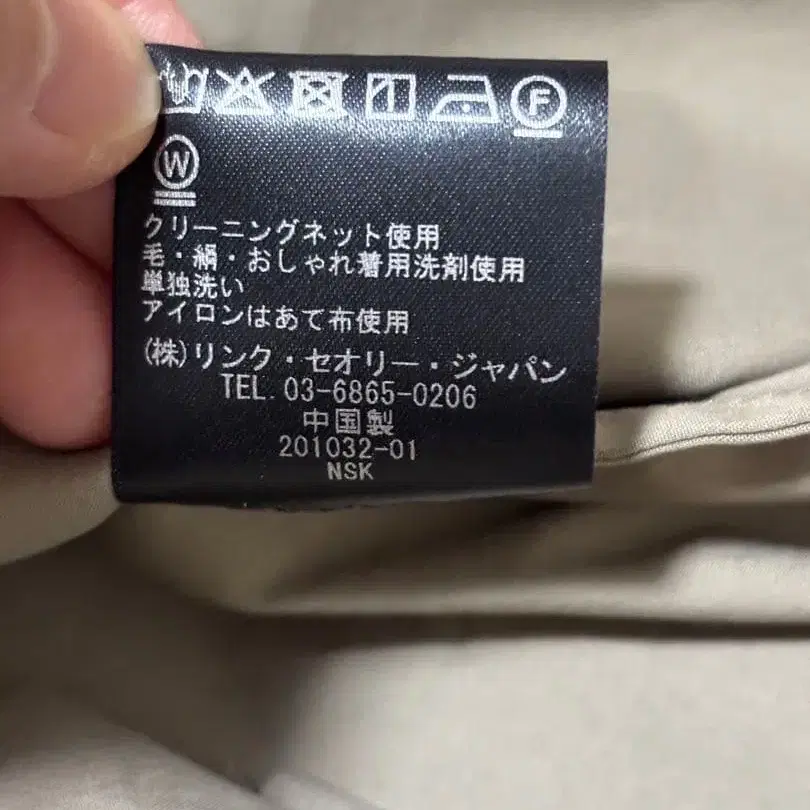 F
W
クリーニングネット使用
毛・絹・おしゃれ着用洗剤使用
単独洗い
アイロンはあて布使用
(株)リンク・セオリー・ジャパン
TEL.03-6865-0206
中国製
201032-01
NSK